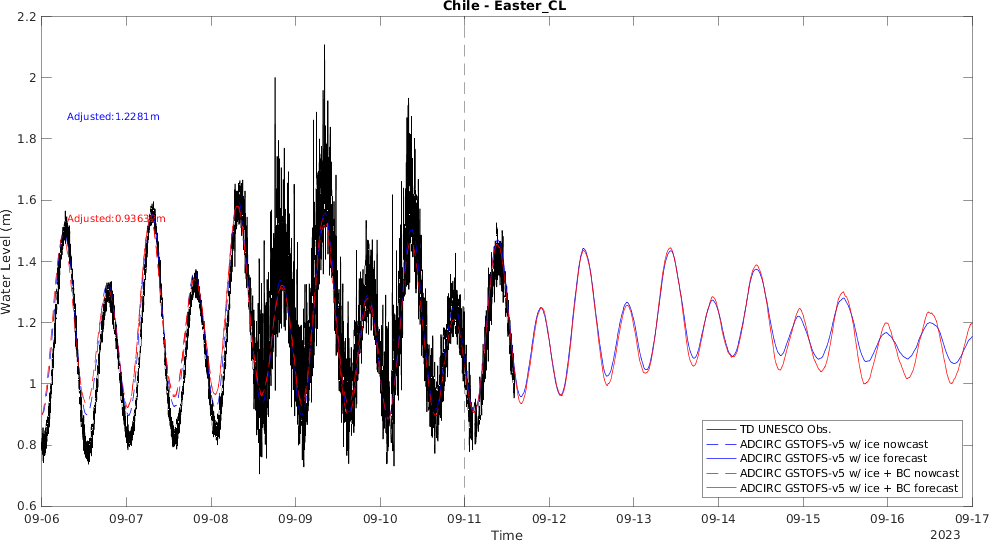 Chile - Easter_CL
2.2
2
1.8
1.6
1.4
1.2
1
0.8
0.6
Water Level (m)
Adjusted:1.2281m
TD UNESCO Obs.
ADCIRC GSTOFS-v5 w/ ice nowcast
ADCIRC GSTOFS-v5 w/ ice forecast
ADCIRC GSTOFS-v5 w/ ice + BC nowcast
ADCIRC GSTOFS-v5 w/ ice + BC forecast
09-06 09-07 09-08 09-09 09-10 09-11 09-12 09-13 09-14 09-15 09-16 09-17
Time
2023